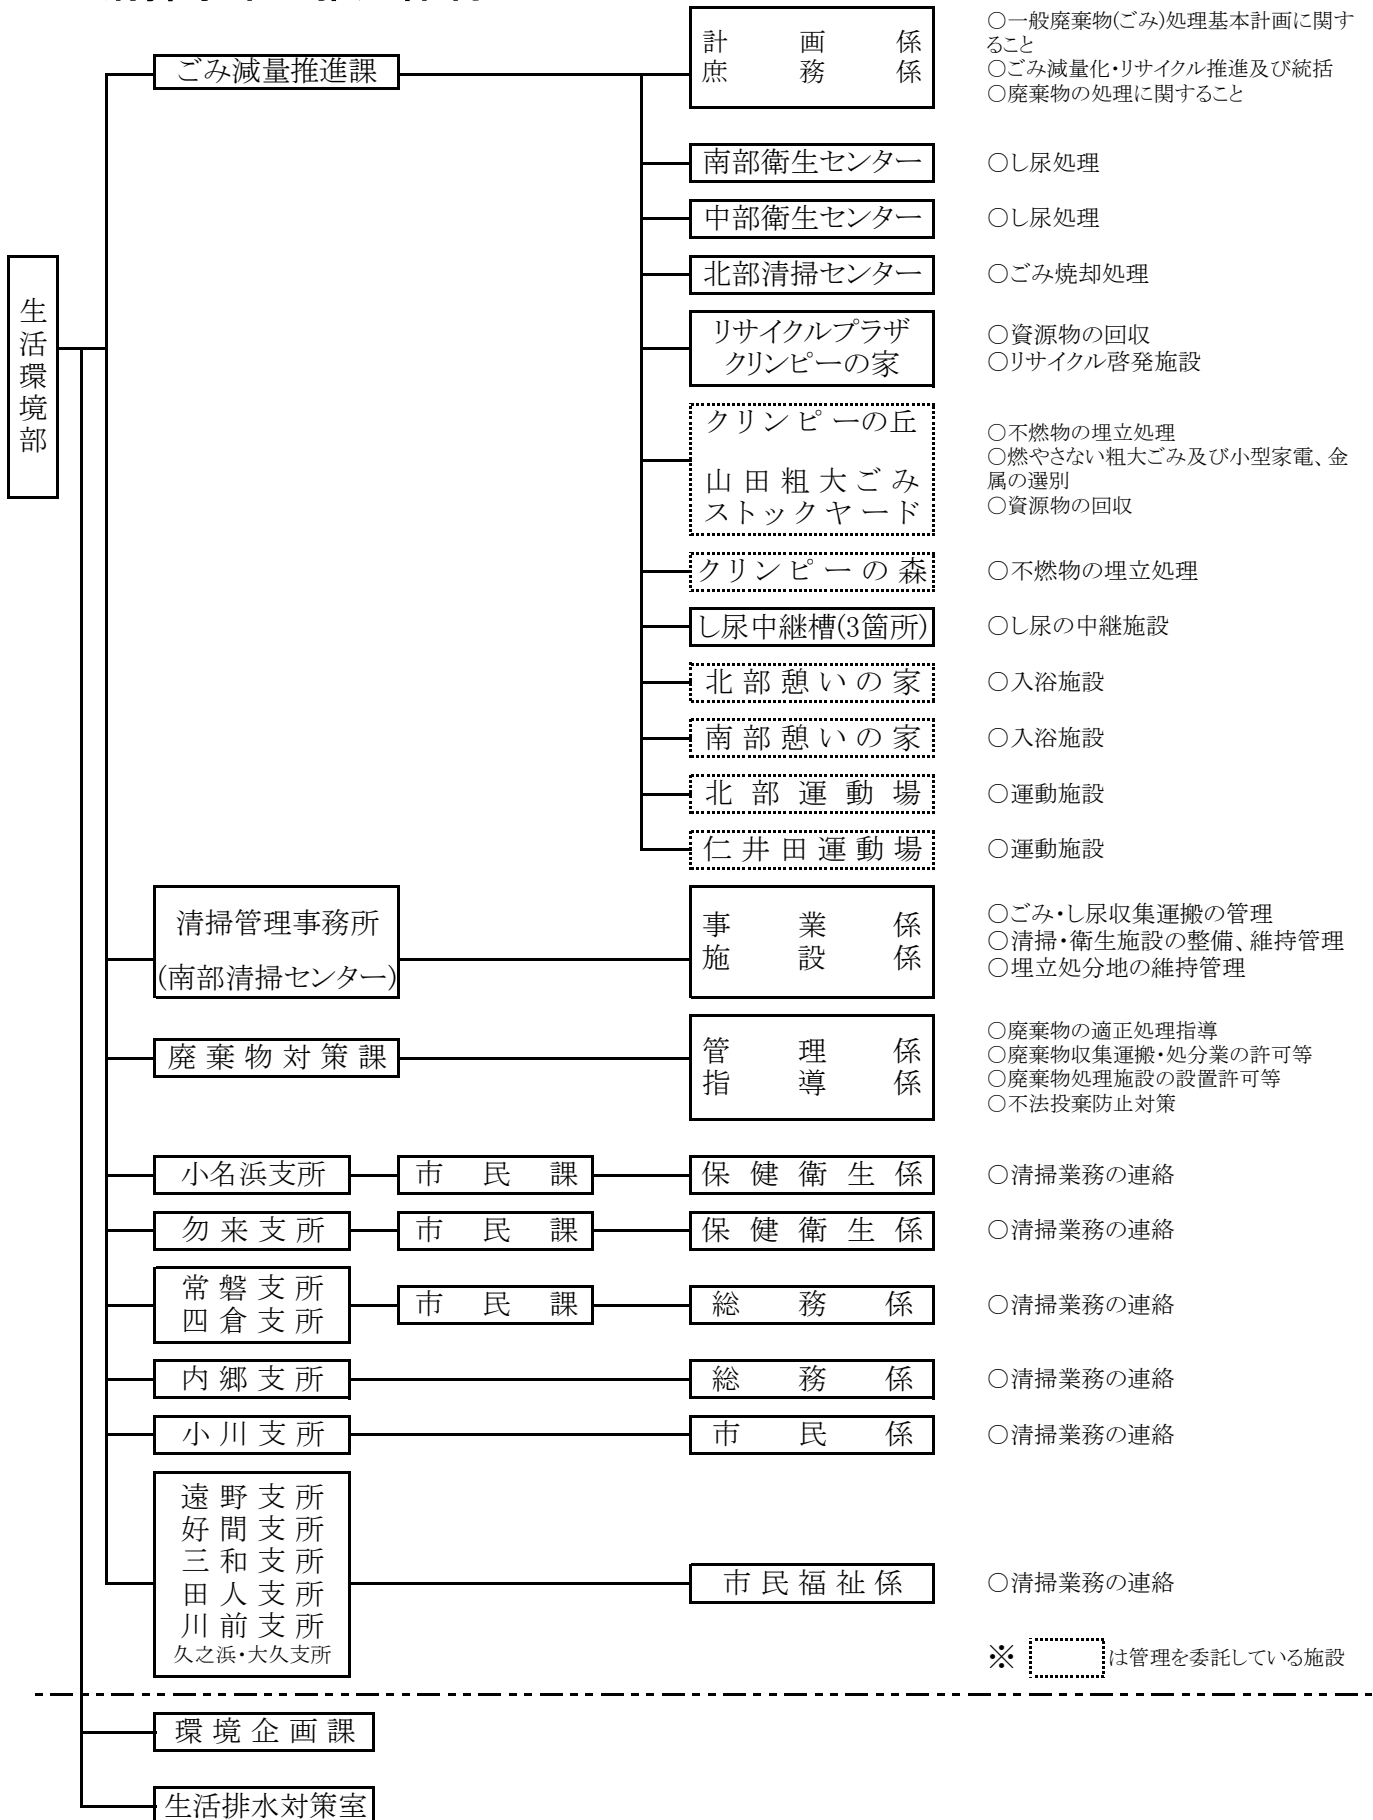 生活環境部
ごみ減量推進課
計画係
庶務係
○一般廃棄物(ごみ)処理基本計画に関す
ること
○ごみ減量化・リサイクル推進及び統括
○廃棄物の処理に関すること
南部衛生センター
○し尿処理
中部衛生センター
○し尿処理
北部清掃センター
○ごみ焼却処理
リサイクルプラザ
クリンピーの家
○資源物の回収
○リサイクル啓発施設
クリンピーの丘
山田粗大ごみ
ストックヤード
○不燃物の埋立処理
○燃やさない粗大ごみ及び小型家電、金
属の選別
○資源物の回収
クリンピーの森
○不燃物の埋立処理
し尿中継槽(3箇所)
○し尿の中継施設
北部憩いの家
○入浴施設
南部憩いの家
○入浴施設
北部運動場
○運動施設
仁井田運動場
○運動施設
清掃管理事務所
(南部清掃センター)
事業係
施設係
○ごみ・し尿収集運搬の管理
○清掃・衛生施設の整備、維持管理
○埋立処分地の維持管理
廃棄物対策課
管理係
指導係
○廃棄物の適正処理指導
○廃棄物収集運搬・処分業の許可等
○廃棄物処理施設の設置許可等
○不法投棄防止対策
小名浜支所
市民課
保健衛生係
○清掃業務の連絡
勿来支所
市民課
保健衛生係
○清掃業務の連絡
常磐支所
四倉支所
市民課
総務係
○清掃業務の連絡
内郷支所
総務係
○清掃業務の連絡
小川支所
市民係
○清掃業務の連絡
遠野支所
好間支所
三和支所
田人支所
川前支所
久之浜・大久支所
市民福祉係
○清掃業務の連絡
※ は管理を委託している施設
環境企画課
生活排水対策室